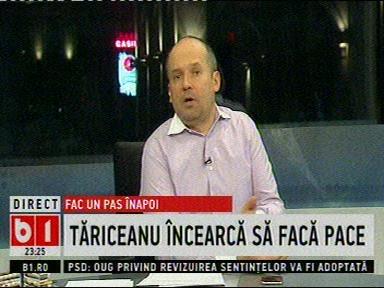 DIRECT
FAC UN PAS ÎNAPOI
b1
23:25
TĂRICEANU ÎNCEARCĂ SĂ FACĂ PACE
B1.RO
PSD: OUG PRIVIND REVIZUIREA SENTINŢELOR VA FI ADOPTATĂ